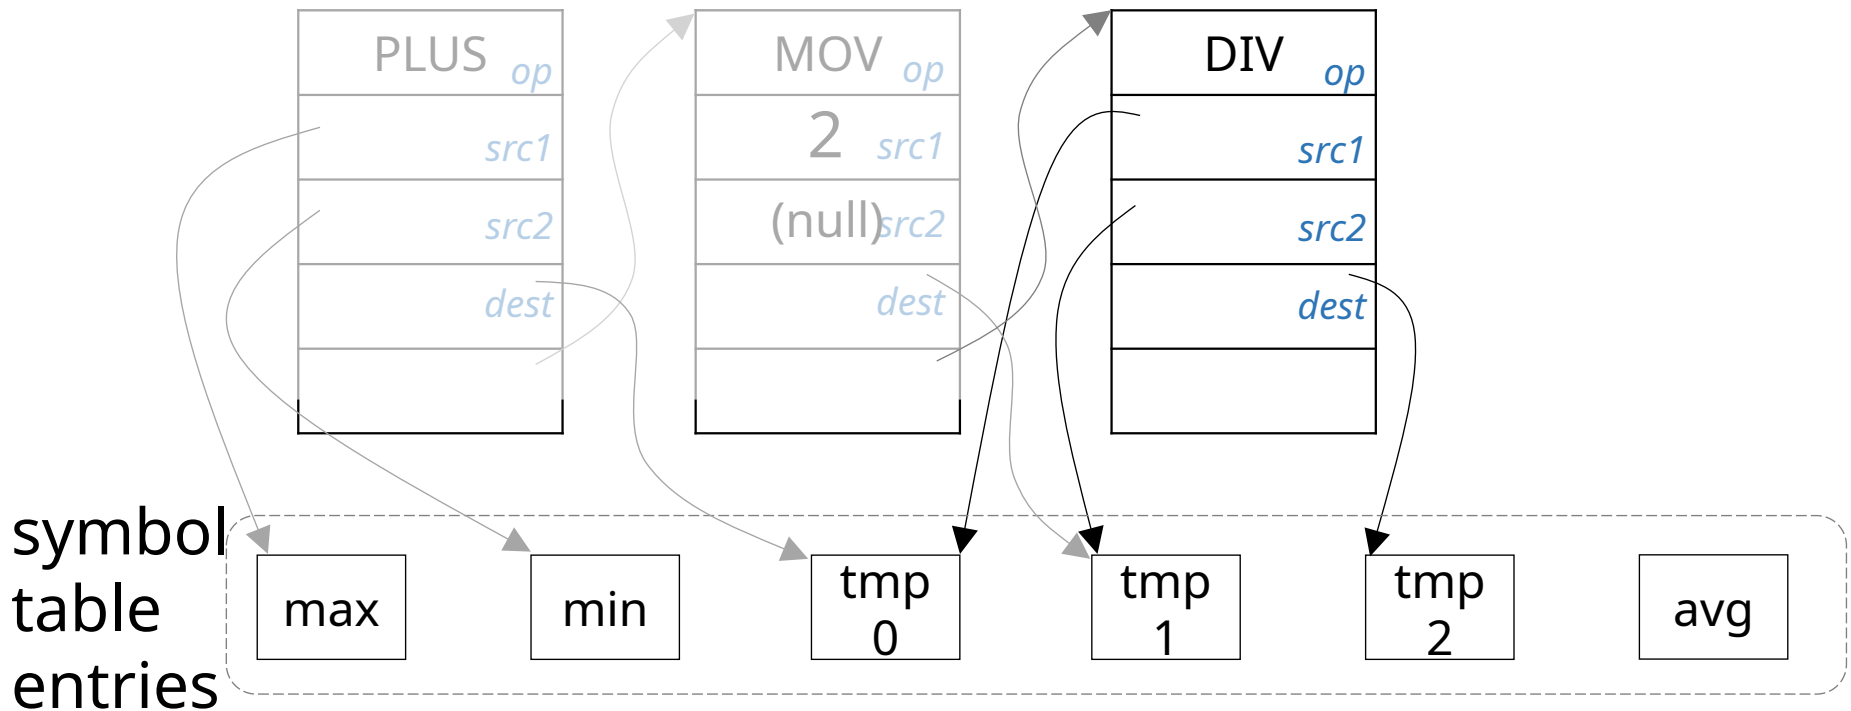 PLUS op
src1
src2
dest
MOV op
2 src1
(null) src2
dest
DIV op
src1
src2
dest
symbol
table
entries
max
min
tmp
0
tmp
1
tmp
2
avg